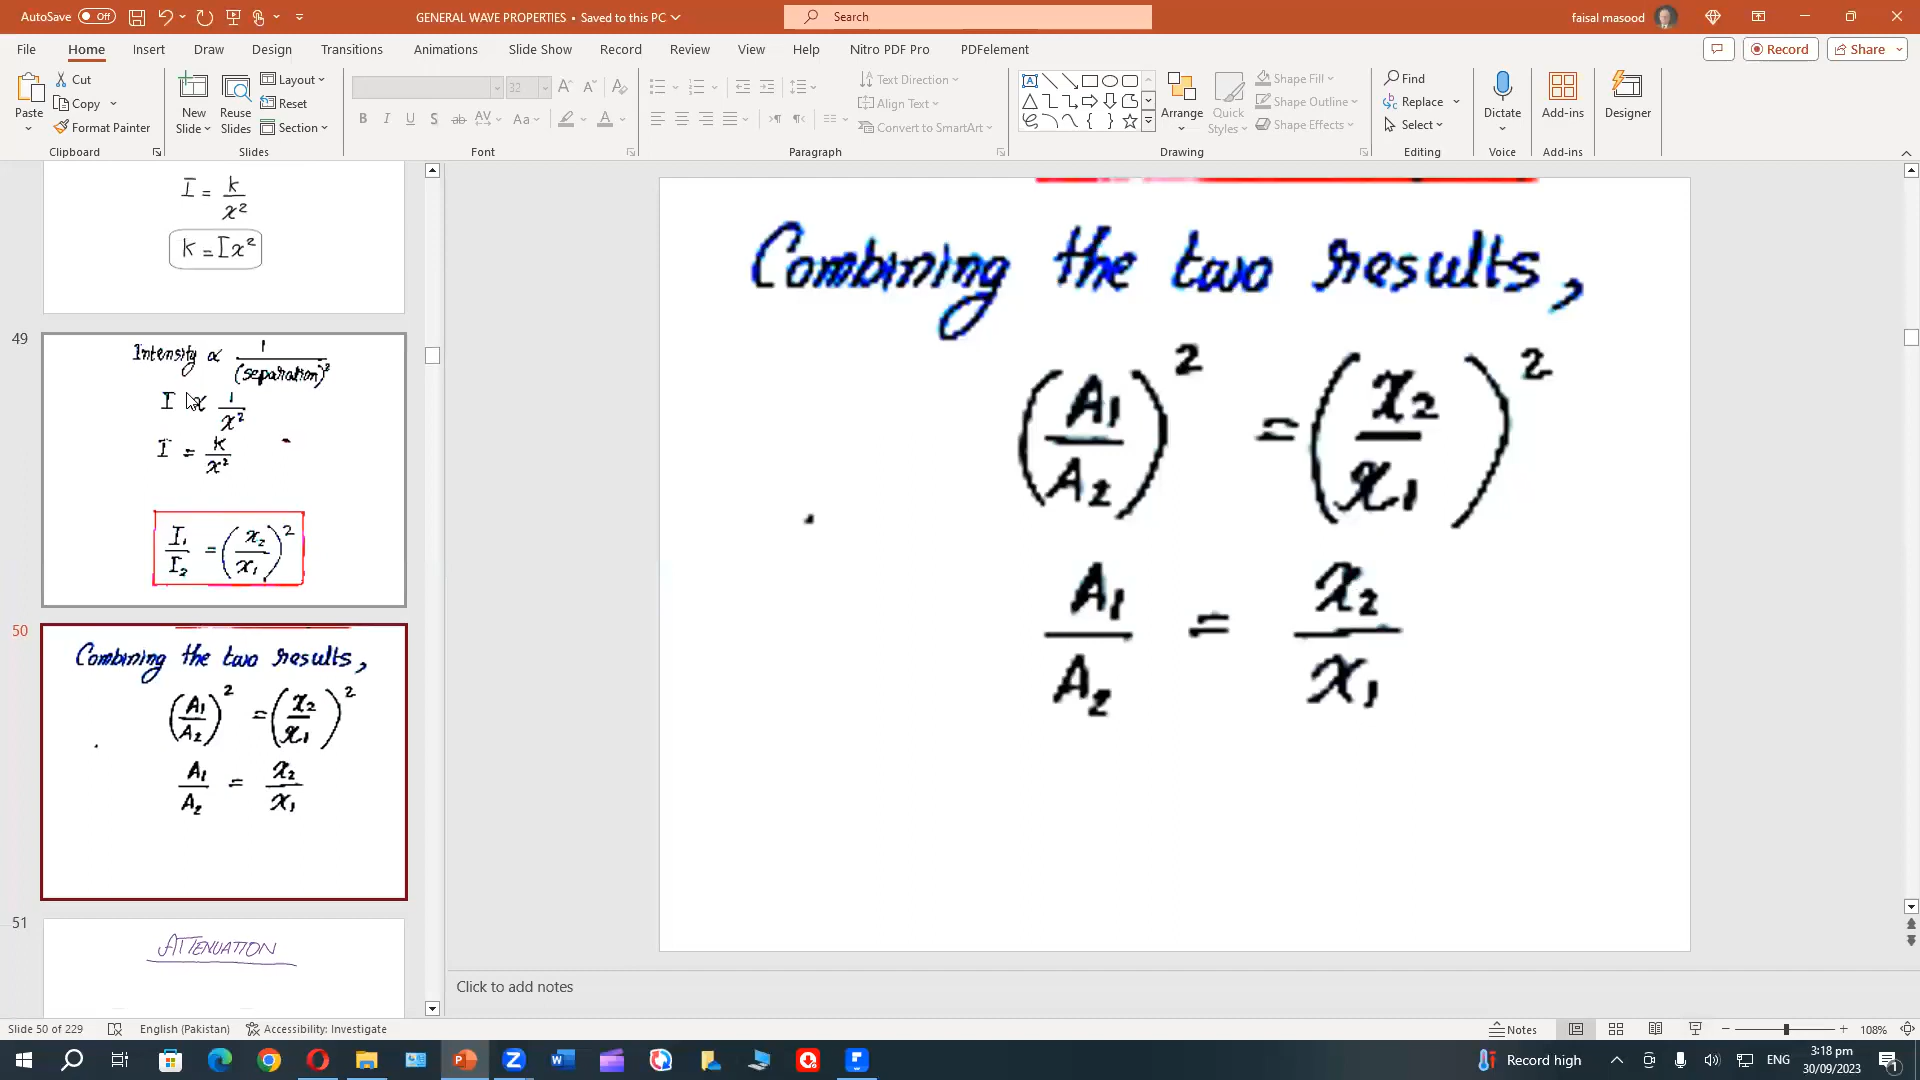 AutoSave Off GENERAL WAVE PROPERTIES • Saved to this PC Search faisal masood
File Home Insert Draw Design Transitions Animations Slide Show Record Review View Help Nitro PDF Pro PDFelement Record Share
Paste Cut Copy Format Painter Clipboard
New Slide Reuse Slides Layout Reset Section Slides
32 B I U S ab AV Aa A Font
Text Direction Align Text Convert to SmartArt Paragraph
Arrange Quick Styles Shape Fill Shape Outline Shape Effects Drawing
Find Replace Select Editing
Dictate Voice
Add-ins Add-ins
Designer
I = k/x²
K = Ix²
49
Intensity ∝ 1/(separation)²
I ∝ 1/x²
I = K/x²
I₁/I₂ = (x₂/x₁)²
50
Combining the two results,
(A₁/A₂)² = (x₂/x₁)²
A₁/A₂ = x₂/x₁
51
ATTENUATION
Combining the two results,
(A₁/A₂)² = (x₂/x₁)²
A₁/A₂ = x₂/x₁
Click to add notes
Slide 50 of 229 English (Pakistan) Accessibility: Investigate Notes 108%
Record high ENG 3:18 pm
30/09/2023